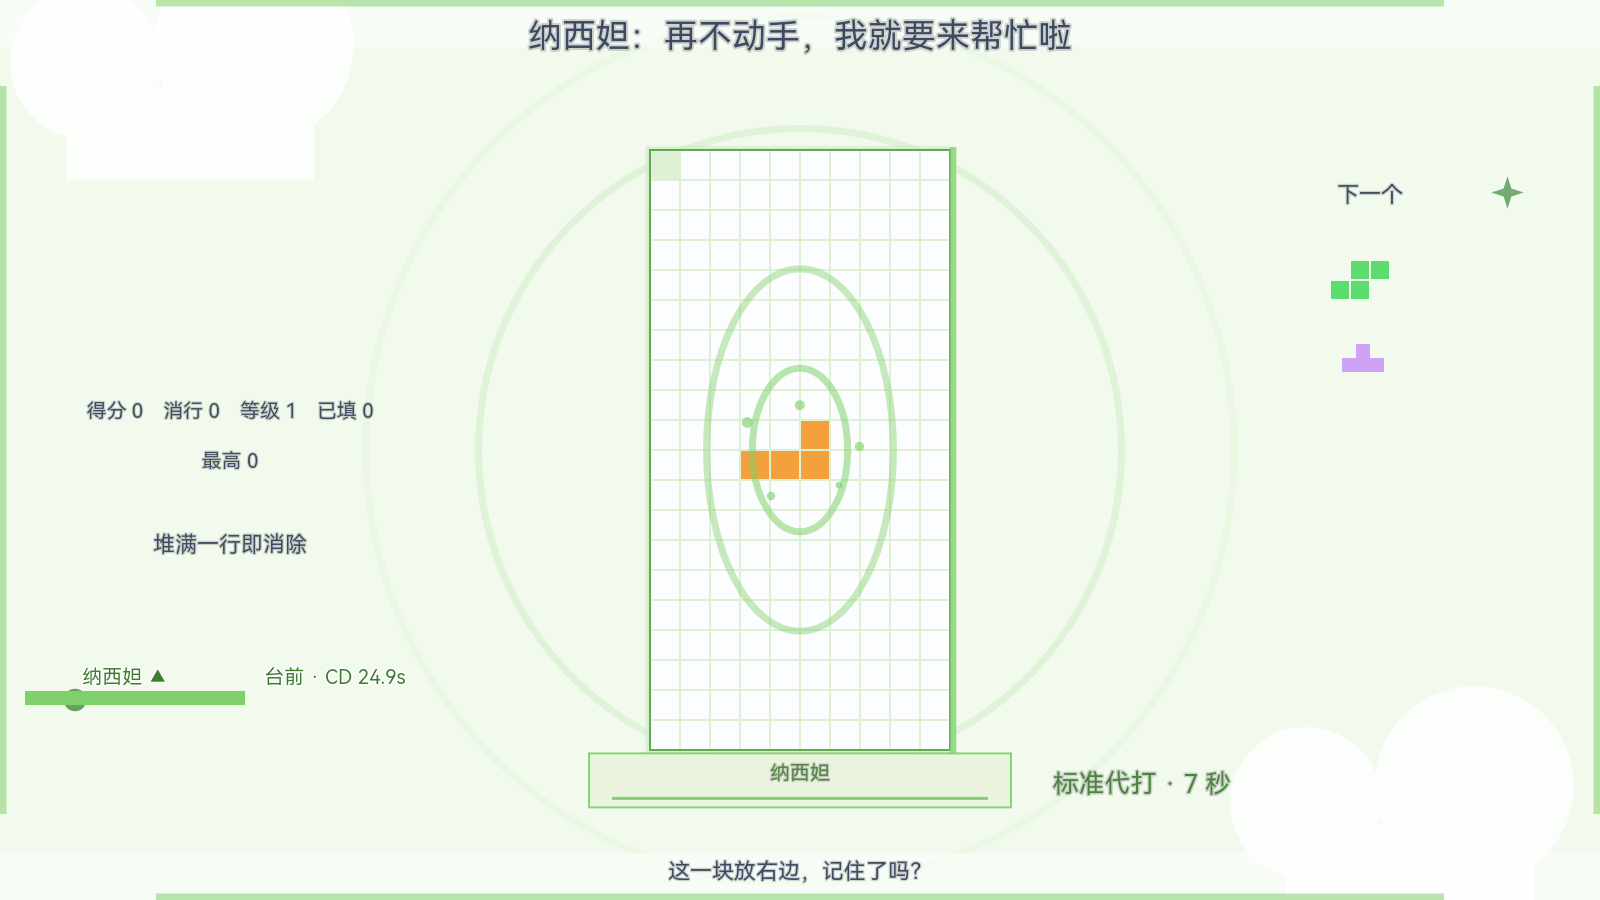 纳西妲：再不动手，我就要来帮忙啦
下一个
得分 0 消行 0 等级 1 已填 0
最高 0
堆满一行即消除
纳西妲 ▲ 台前 · CD 24.9s
纳西妲
标准代打 · 7 秒
这一块放右边，记住了吗？